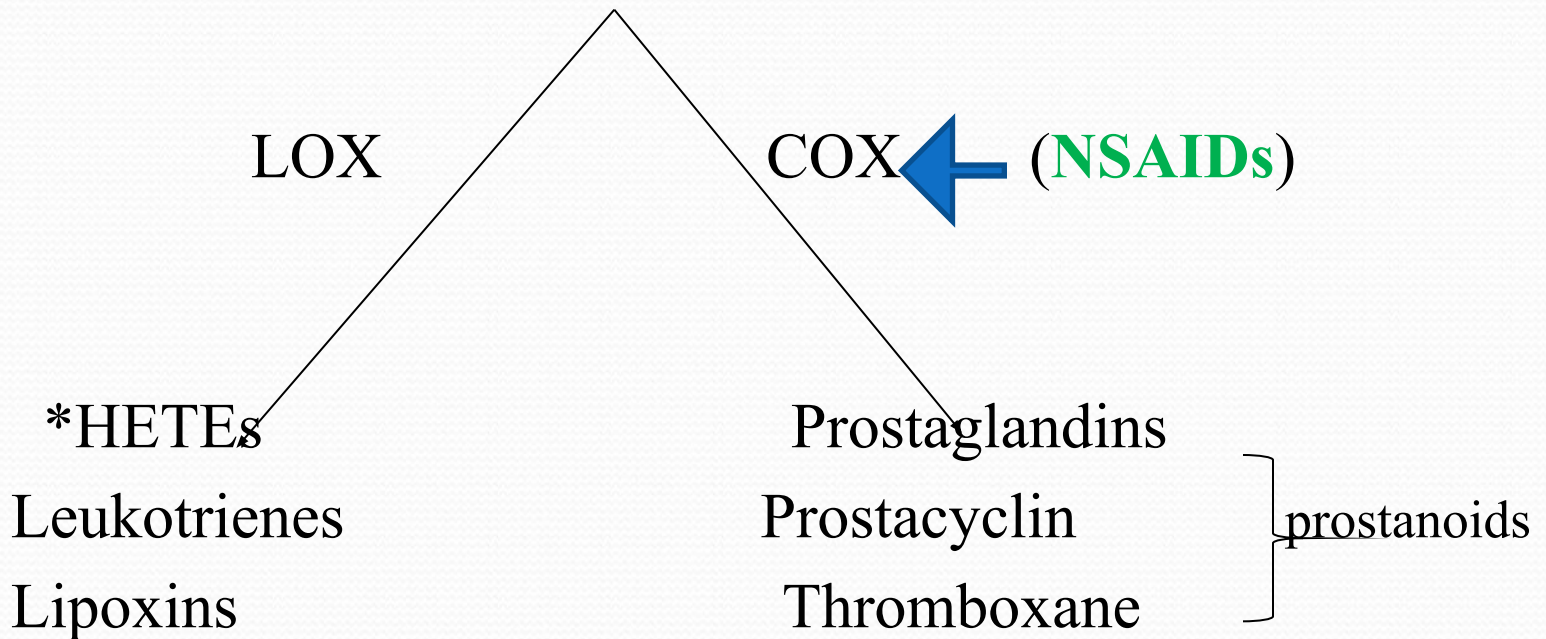 LOX COX (NSAIDs)
*HETEs Prostaglandins
Leukotrienes Prostacyclin prostanoids
Lipoxins Thromboxane